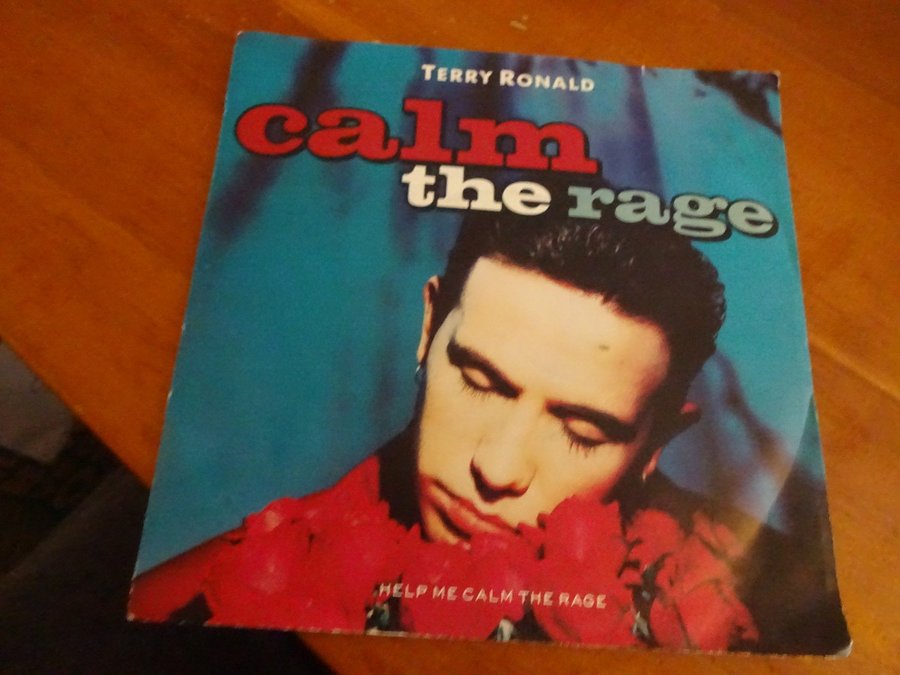 TERRY RONALD
calm
the rage
HELP ME CALM THE RAGE